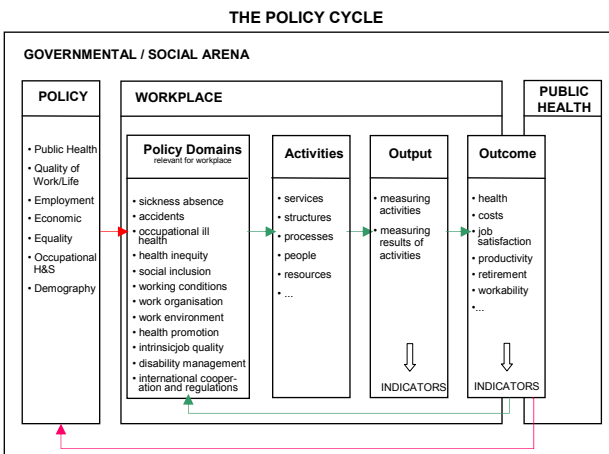 THE POLICY CYCLE
GOVERNMENTAL / SOCIAL ARENA
POLICY
• Public Health
• Quality of
Work/Life
• Employment
• Economic
• Equality
• Occupational
H&S
• Demography
WORKPLACE
Policy Domains
relevant for workplace
• sickness absence
• accidents
• occupational ill
health
• health inequity
• social inclusion
• working conditions
• work organisation
• work environment
• health promotion
• intrinsicjob quality
• disability management
• international cooper-
ation and regulations
Activities
• services
• structures
• processes
• people
• resources
• ...
Output
• measuring
activities
• measuring
results of
activities
INDICATORS
Outcome
• health
• costs
• job
satisfaction
• productivity
• retirement
• workability
•...
INDICATORS
PUBLIC
HEALTH